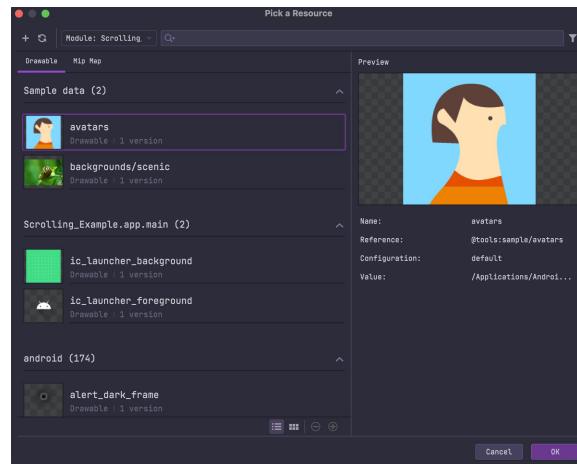 Pick a Resource
Module: Scrolling_
Drawable Mip Map
Sample data (2)
avatars
Drawable | 1 version
backgrounds/scenic
Drawable | 1 version
Scrolling_Example.app.main (2)
ic_launcher_background
Drawable | 1 version
ic_launcher_foreground
Drawable | 1 version
android (174)
alert_dark_frame
Drawable | 1 version
Preview
Name: avatars
Reference: @tools:sample/avatars
Configuration: default
Value: /Applications/Androi...
Cancel OK